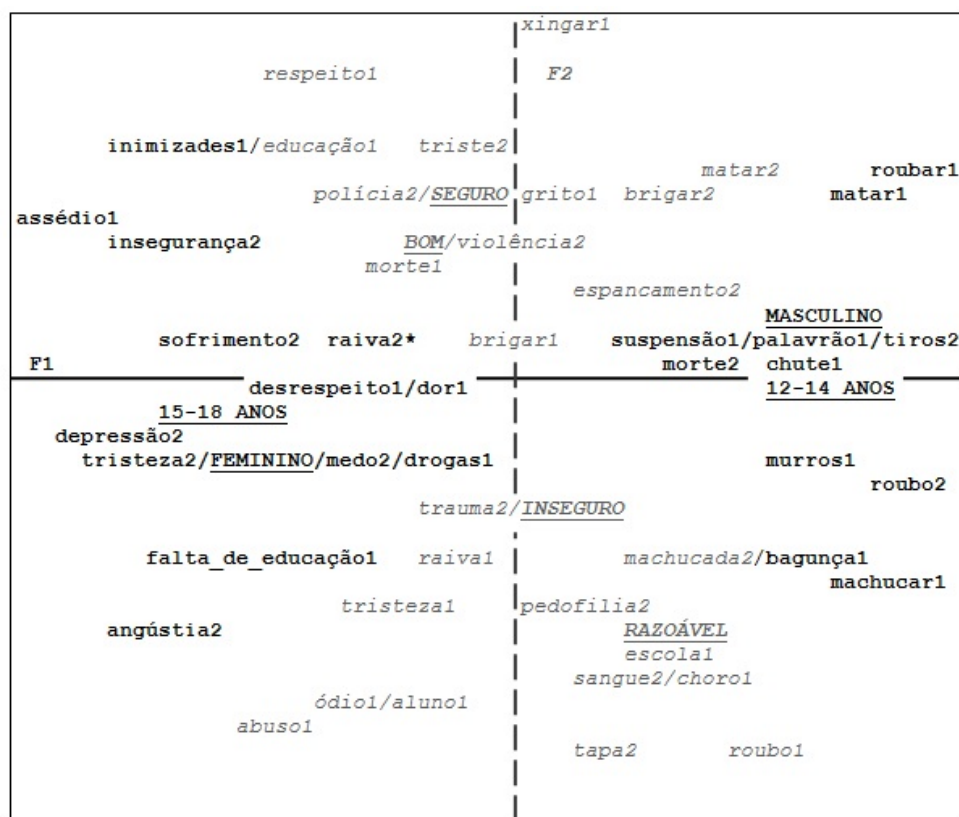 xingar1
respeito1 F2
inimizades1/educação1 triste2
matar2 roubar1
polícia2/SEGURO grito1 brigar2 matar1
assédio1
insegurança2 BOM/violência2
morte1
espancamento2
MASCULINO
sofrimento2 raiva2* brigar1 suspensão1/palavrão1/tiros2
F1 morte2 chute1
desrespeito1/dor1 12-14 ANOS
15-18 ANOS
depressão2
tristeza2/FEMININO/medo2/drogas1 murros1
roubo2
trauma2/INSEGURO
falta_de_educação1 raiva1 machucada2/bagunça1
machucar1
tristeza1 pedofilia2
angústia2 RAZOÁVEL
escola1
sangue2/choro1
ódio1/aluno1
abuso1
tapa2 roubo1